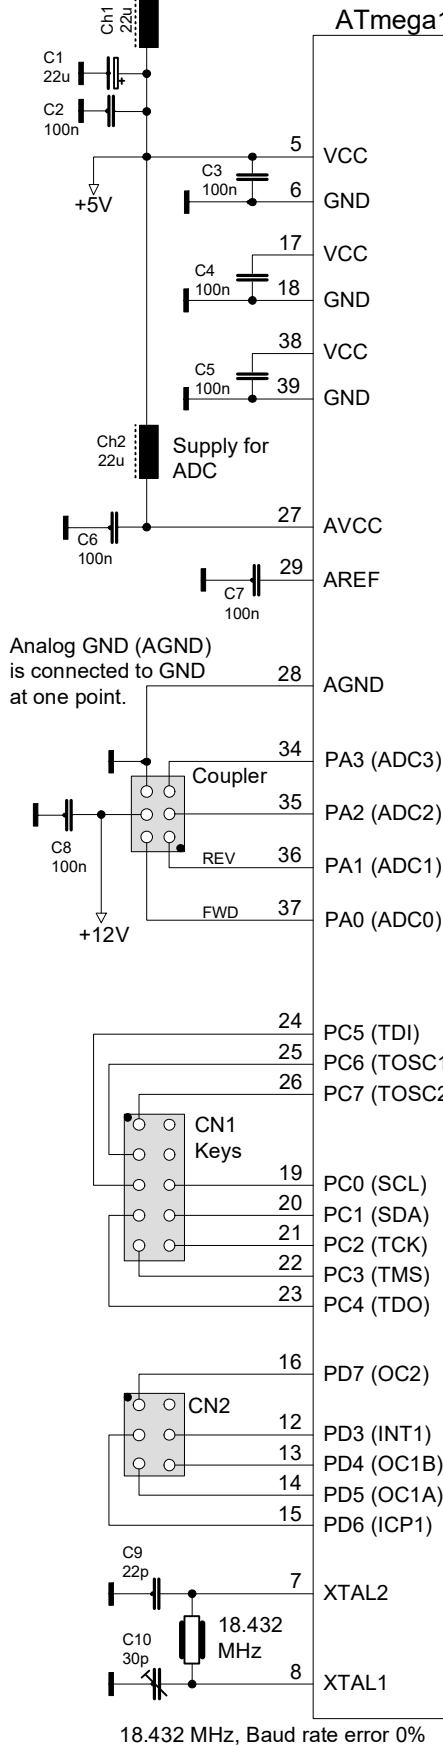 ATmega1
Ch1
22u
C1
22u
+
C2
100n
5
VCC
C3
100n
6
GND
+5V
17
VCC
C4
100n
18
GND
38
VCC
C5
100n
39
GND
Ch2
22u
Supply for
ADC
27
AVCC
C6
100n
29
AREF
C7
100n
Analog GND (AGND)
is connected to GND
at one point.
28
AGND
34
PA3 (ADC3)
Coupler
35
PA2 (ADC2)
C8
100n
REV
36
PA1 (ADC1)
FWD
37
PA0 (ADC0)
+12V
24
PC5 (TDI)
25
PC6 (TOSC1
26
PC7 (TOSC2
CN1
Keys
19
PC0 (SCL)
20
PC1 (SDA)
21
PC2 (TCK)
22
PC3 (TMS)
23
PC4 (TDO)
16
PD7 (OC2)
CN2
12
PD3 (INT1)
13
PD4 (OC1B)
14
PD5 (OC1A)
15
PD6 (ICP1)
C9
22p
7
XTAL2
18.432
MHz
C10
30p
8
XTAL1
18.432 MHz, Baud rate error 0%